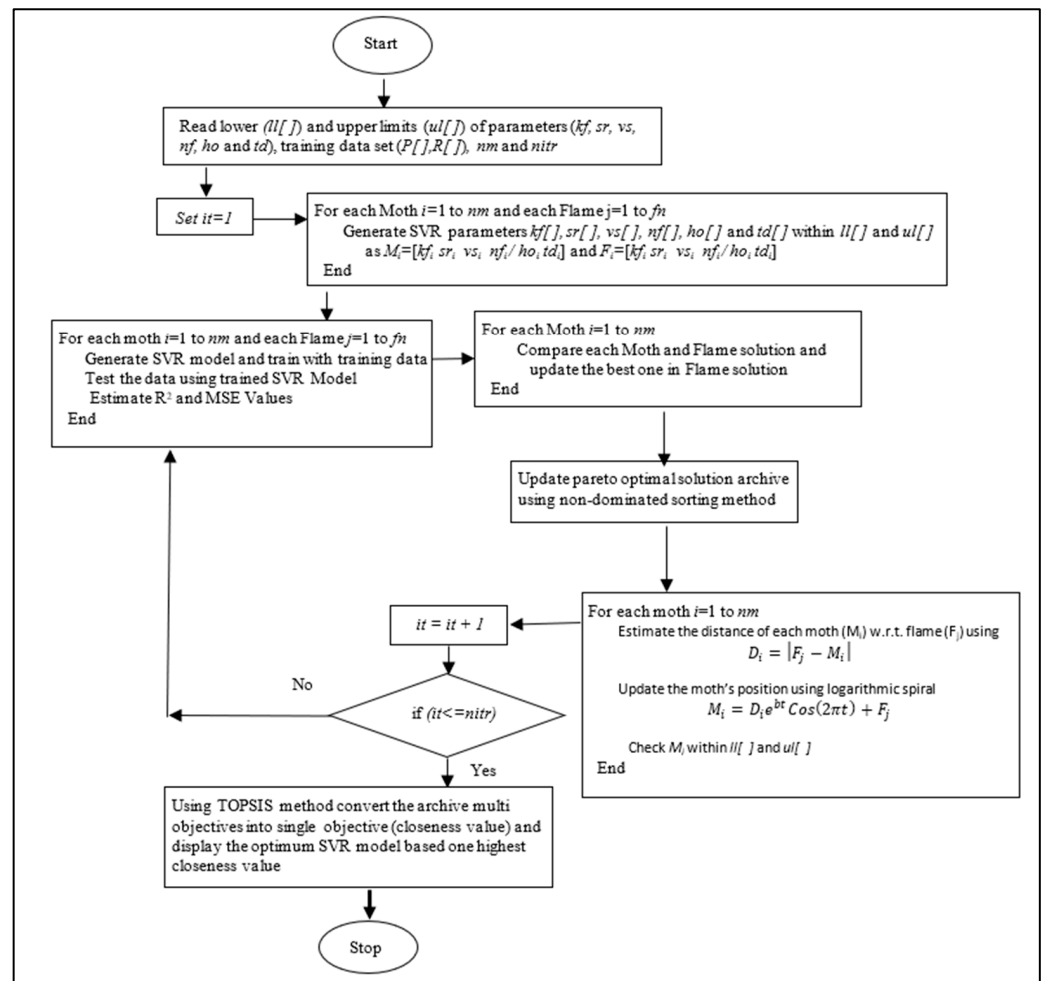 Start
Read lower (ll[ ]) and upper limits (ul[]) of parameters (kf, sr, vs,
nf, ho and td), training data set (P[],R[]), nm and nitr
Set it=1
For each Moth i=1 to nm and each Flame j=1 to fn
Generate SVR parameters kf[ ], sr[ ], vs[ ], nf[ ], ho[ ] and td[ ] within ll[ ] and ul[ ]
as Mᵢ=[kfᵢ srᵢ vsᵢ nfᵢ/ hoᵢ tdᵢ] and Fᵢ=[kfᵢ srᵢ vsᵢ nfᵢ/ hoᵢ tdᵢ]
End
For each moth i=1 to nm and each Flame j=1 to fn
Generate SVR model and train with training data
Test the data using trained SVR Model
Estimate R² and MSE Values
End
For each Moth i=1 to nm
Compare each Moth and Flame solution and
update the best one in Flame solution
End
Update pareto optimal solution archive
using non-dominated sorting method
For each moth i=1 to nm
Estimate the distance of each moth (Mᵢ) w.r.t. flame (Fⱼ) using
Dᵢ = |Fⱼ − Mᵢ|
Update the moth's position using logarithmic spiral
Mᵢ = Dᵢeᵇᵗ Cos(2πt) + Fⱼ
Check Mᵢ within ll[ ] and ul[ ]
End
it = it + 1
No
if (it<=nitr)
Yes
Using TOPSIS method convert the archive multi
objectives into single objective (closeness value) and
display the optimum SVR model based one highest
closeness value
Stop